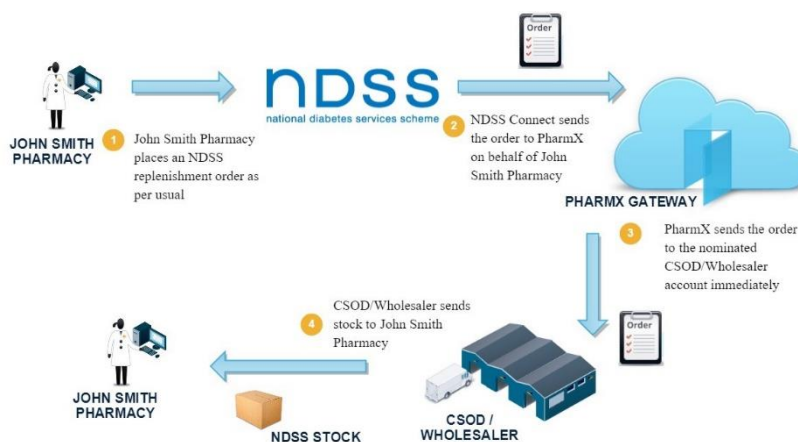 Order
ndss
national diabetes services scheme
JOHN SMITH
PHARMACY
1
John Smith Pharmacy
places an NDSS
replenishment order as
per usual
2
NDSS Connect sends
the order to PharmX
on behalf of John
Smith Pharmacy
PHARMX GATEWAY
3
PharmX sends the order
to the nominated
CSOD/Wholesaler
account immediately
Order
4
CSOD/Wholesaler sends
stock to John Smith
Pharmacy
JOHN SMITH
PHARMACY
NDSS STOCK
CSOD /
WHOLESALER